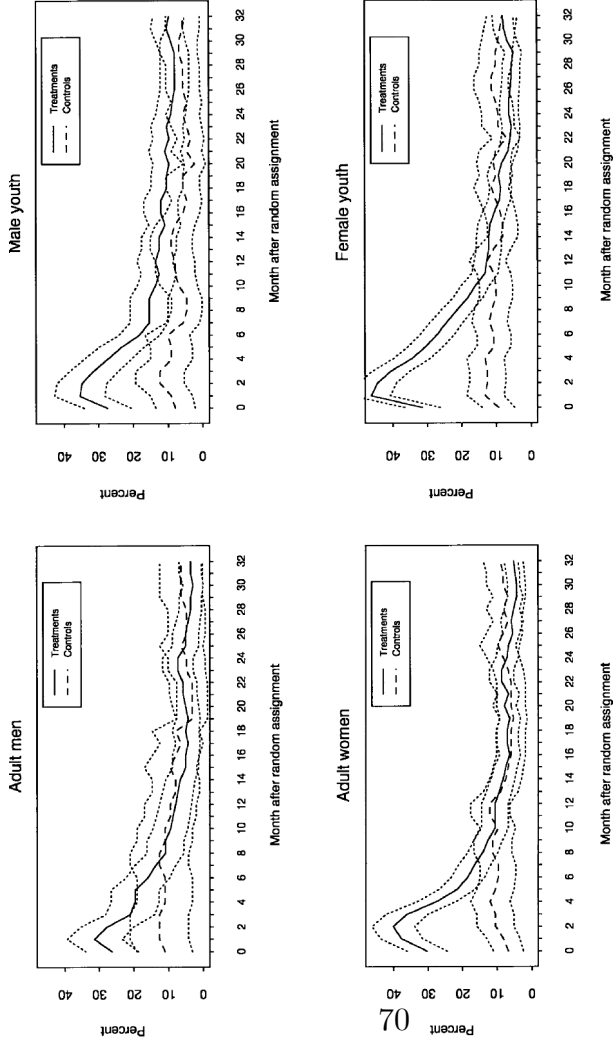 Adult men
Treatments
Controls
Percent
0 10 20 30 40
0 2 4 6 8 10 12 14 16 18 20 22 24 26 28 30 32
Month after random assignment
Male youth
Treatments
Controls
Percent
0 10 20 30 40
0 2 4 6 8 10 12 14 16 18 20 22 24 26 28 30 32
Month after random assignment
Adult women
Treatments
Controls
Percent
0 10 20 30 40
0 2 4 6 8 10 12 14 16 18 20 22 24 26 28 30 32
Month after random assignment
Female youth
Treatments
Controls
Percent
0 10 20 30 40
0 2 4 6 8 10 12 14 16 18 20 22 24 26 28 30 32
Month after random assignment
70